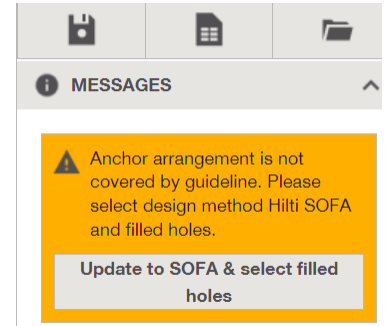 MESSAGES
Anchor arrangement is not
covered by guideline. Please
select design method Hilti SOFA
and filled holes.
Update to SOFA & select filled
holes